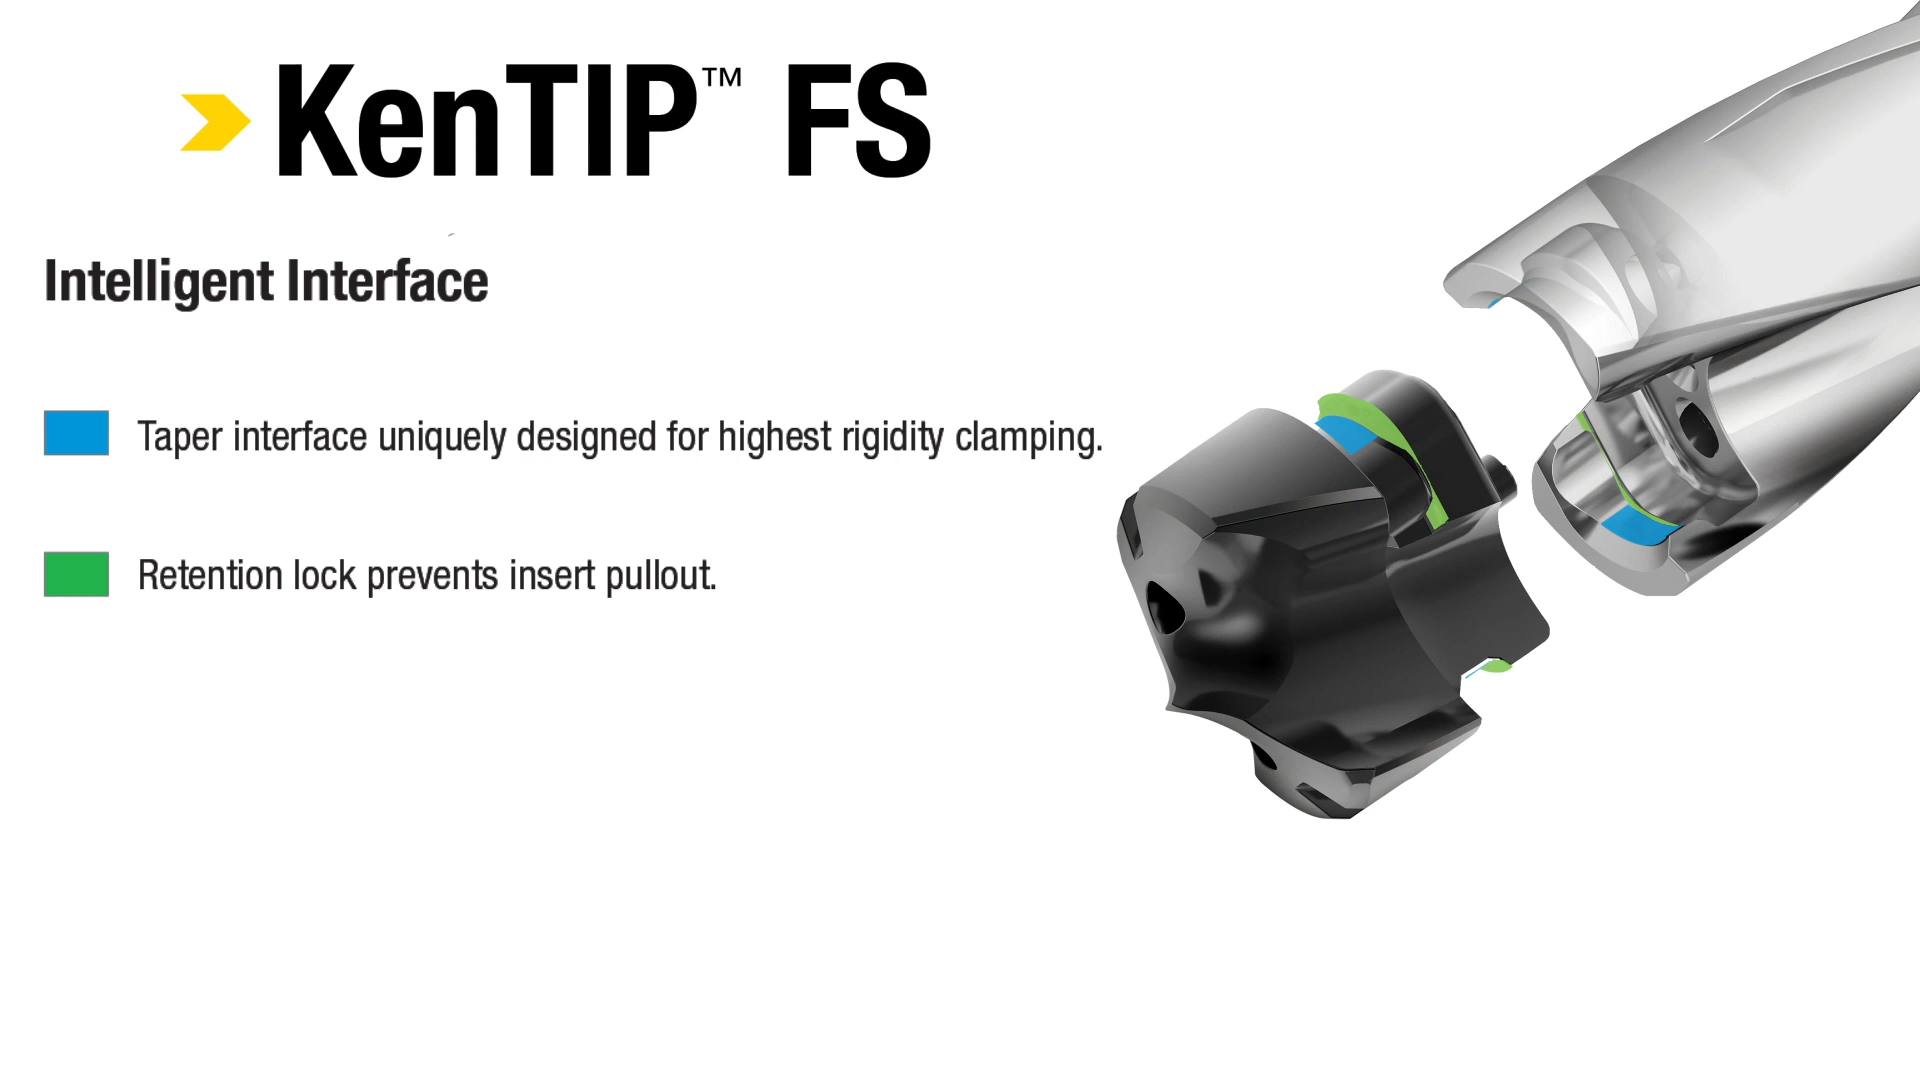 KenTIP™ FS
Intelligent Interface
Taper interface uniquely designed for highest rigidity clamping.
Retention lock prevents insert pullout.